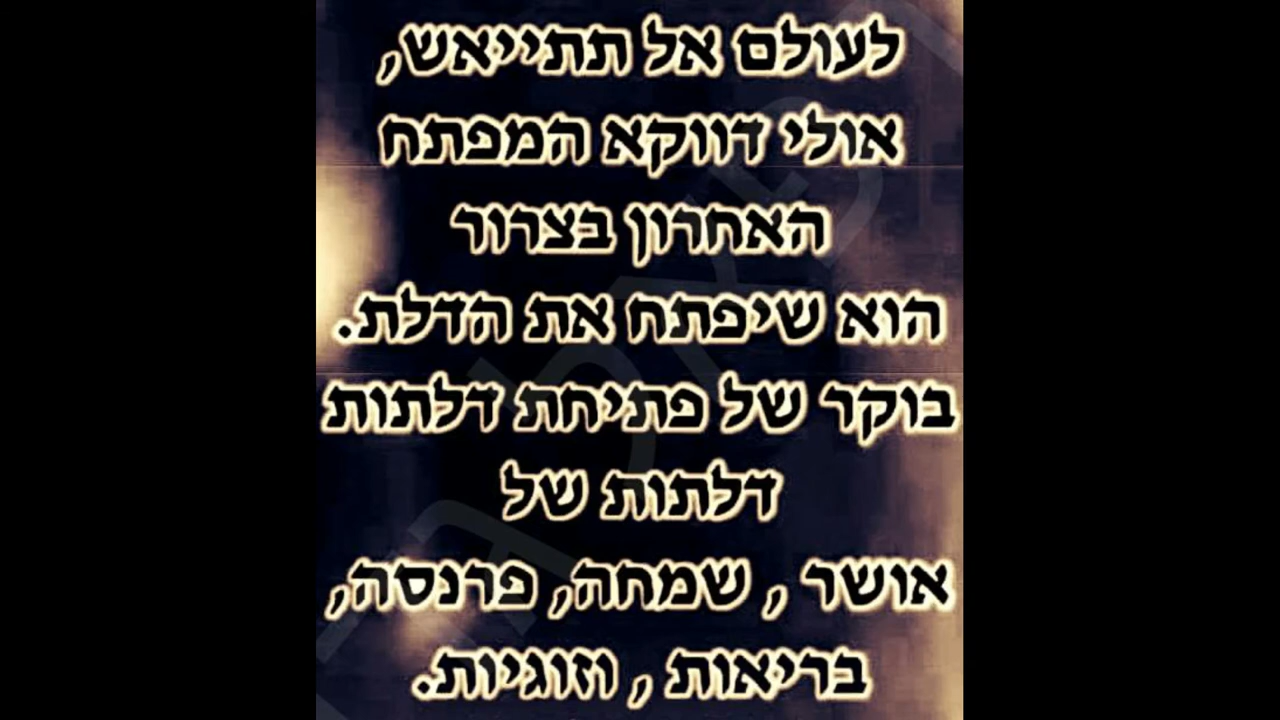 לעולם אל תתייאש,
אולי דווקא המפתח
האחרון בצרור
הוא שיפתח את הדלת.
בוקר של פתיחת דלתות
דלתות של
אושר , שמחה, פרנסה,
בריאות , וזוגיות.